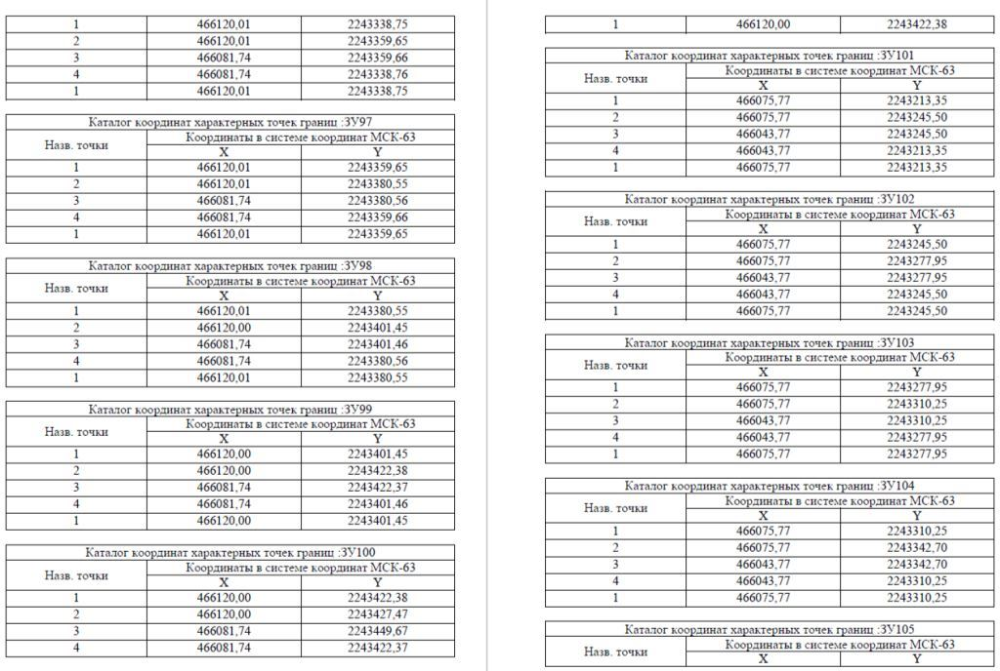 1 466120,01 2243338,75
2 466120,01 2243359,65
3 466081,74 2243359,66
4 466081,74 2243338,76
1 466120,01 2243338,75
Каталог координат характерных точек границ :ЗУ97
Назв. точки
Координаты в системе координат МСК-63
X Y
1 466120,01 2243359,65
2 466120,01 2243380,55
3 466081,74 2243380,56
4 466081,74 2243359,66
1 466120,01 2243359,65
Каталог координат характерных точек границ :ЗУ98
Назв. точки
Координаты в системе координат МСК-63
X Y
1 466120,01 2243380,55
2 466120,00 2243401,45
3 466081,74 2243401,46
4 466081,74 2243380,56
1 466120,01 2243380,55
Каталог координат характерных точек границ :ЗУ99
Назв. точки
Координаты в системе координат МСК-63
X Y
1 466120,00 2243401,45
2 466120,00 2243422,38
3 466081,74 2243422,37
4 466081,74 2243401,46
1 466120,00 2243401,45
Каталог координат характерных точек границ :ЗУ100
Назв. точки
Координаты в системе координат МСК-63
X Y
1 466120,00 2243422,38
2 466120,00 2243427,47
3 466081,74 2243449,67
4 466081,74 2243422,37
1 466120,00 2243422,38
Каталог координат характерных точек границ :ЗУ101
Назв. точки
Координаты в системе координат МСК-63
X Y
1 466075,77 2243213,35
2 466075,77 2243245,50
3 466043,77 2243245,50
4 466043,77 2243213,35
1 466075,77 2243213,35
Каталог координат характерных точек границ :ЗУ102
Назв. точки
Координаты в системе координат МСК-63
X Y
1 466075,77 2243245,50
2 466075,77 2243277,95
3 466043,77 2243277,95
4 466043,77 2243245,50
1 466075,77 2243245,50
Каталог координат характерных точек границ :ЗУ103
Назв. точки
Координаты в системе координат МСК-63
X Y
1 466075,77 2243277,95
2 466075,77 2243310,25
3 466043,77 2243310,25
4 466043,77 2243277,95
1 466075,77 2243277,95
Каталог координат характерных точек границ :ЗУ104
Назв. точки
Координаты в системе координат МСК-63
X Y
1 466075,77 2243310,25
2 466075,77 2243342,70
3 466043,77 2243342,70
4 466043,77 2243310,25
1 466075,77 2243310,25
Каталог координат характерных точек границ :ЗУ105
Назв. точки
Координаты в системе координат МСК-63
X Y